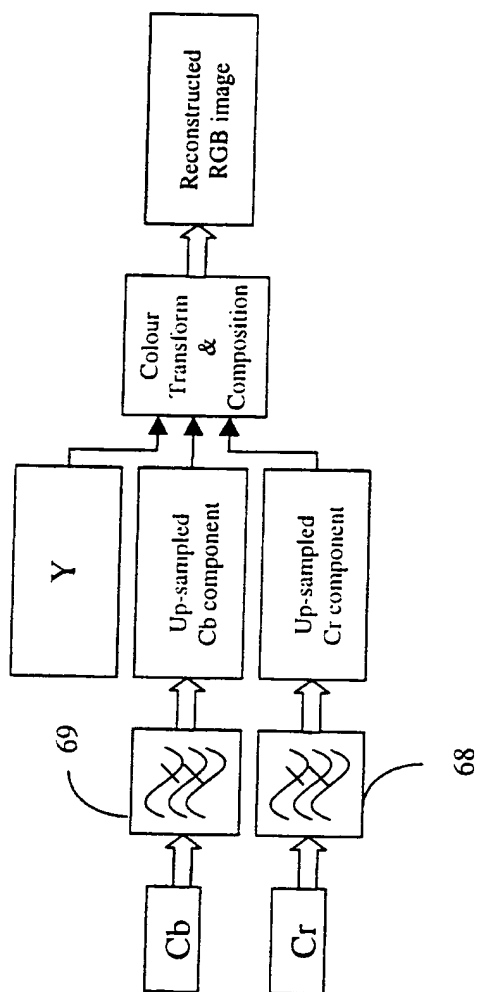 Cb
Cr
69
68
Y
Up-sampled
Cb component
Up-sampled
Cr component
Colour
Transform
&
Composition
Reconstructed
RGB image